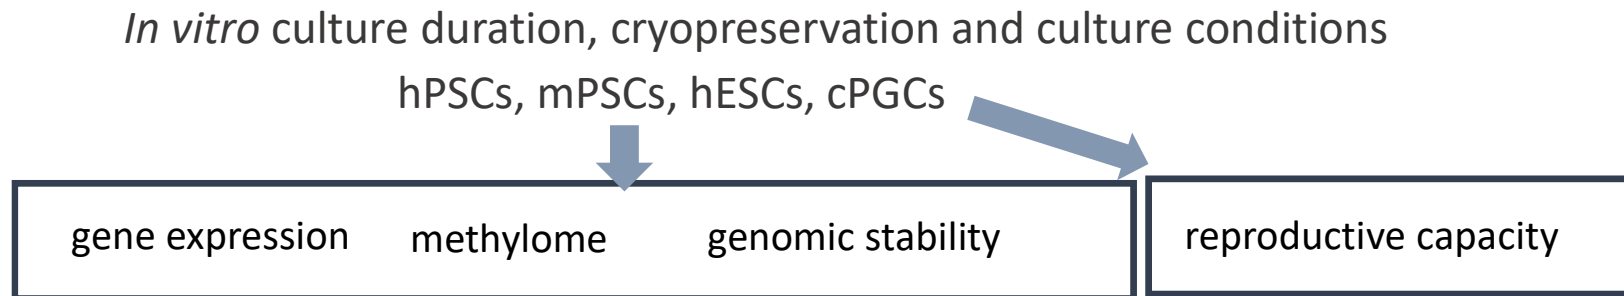 In vitro culture duration, cryopreservation and culture conditions
hPSCs, mPSCs, hESCs, cPGCs
gene expression methylome genomic stability reproductive capacity